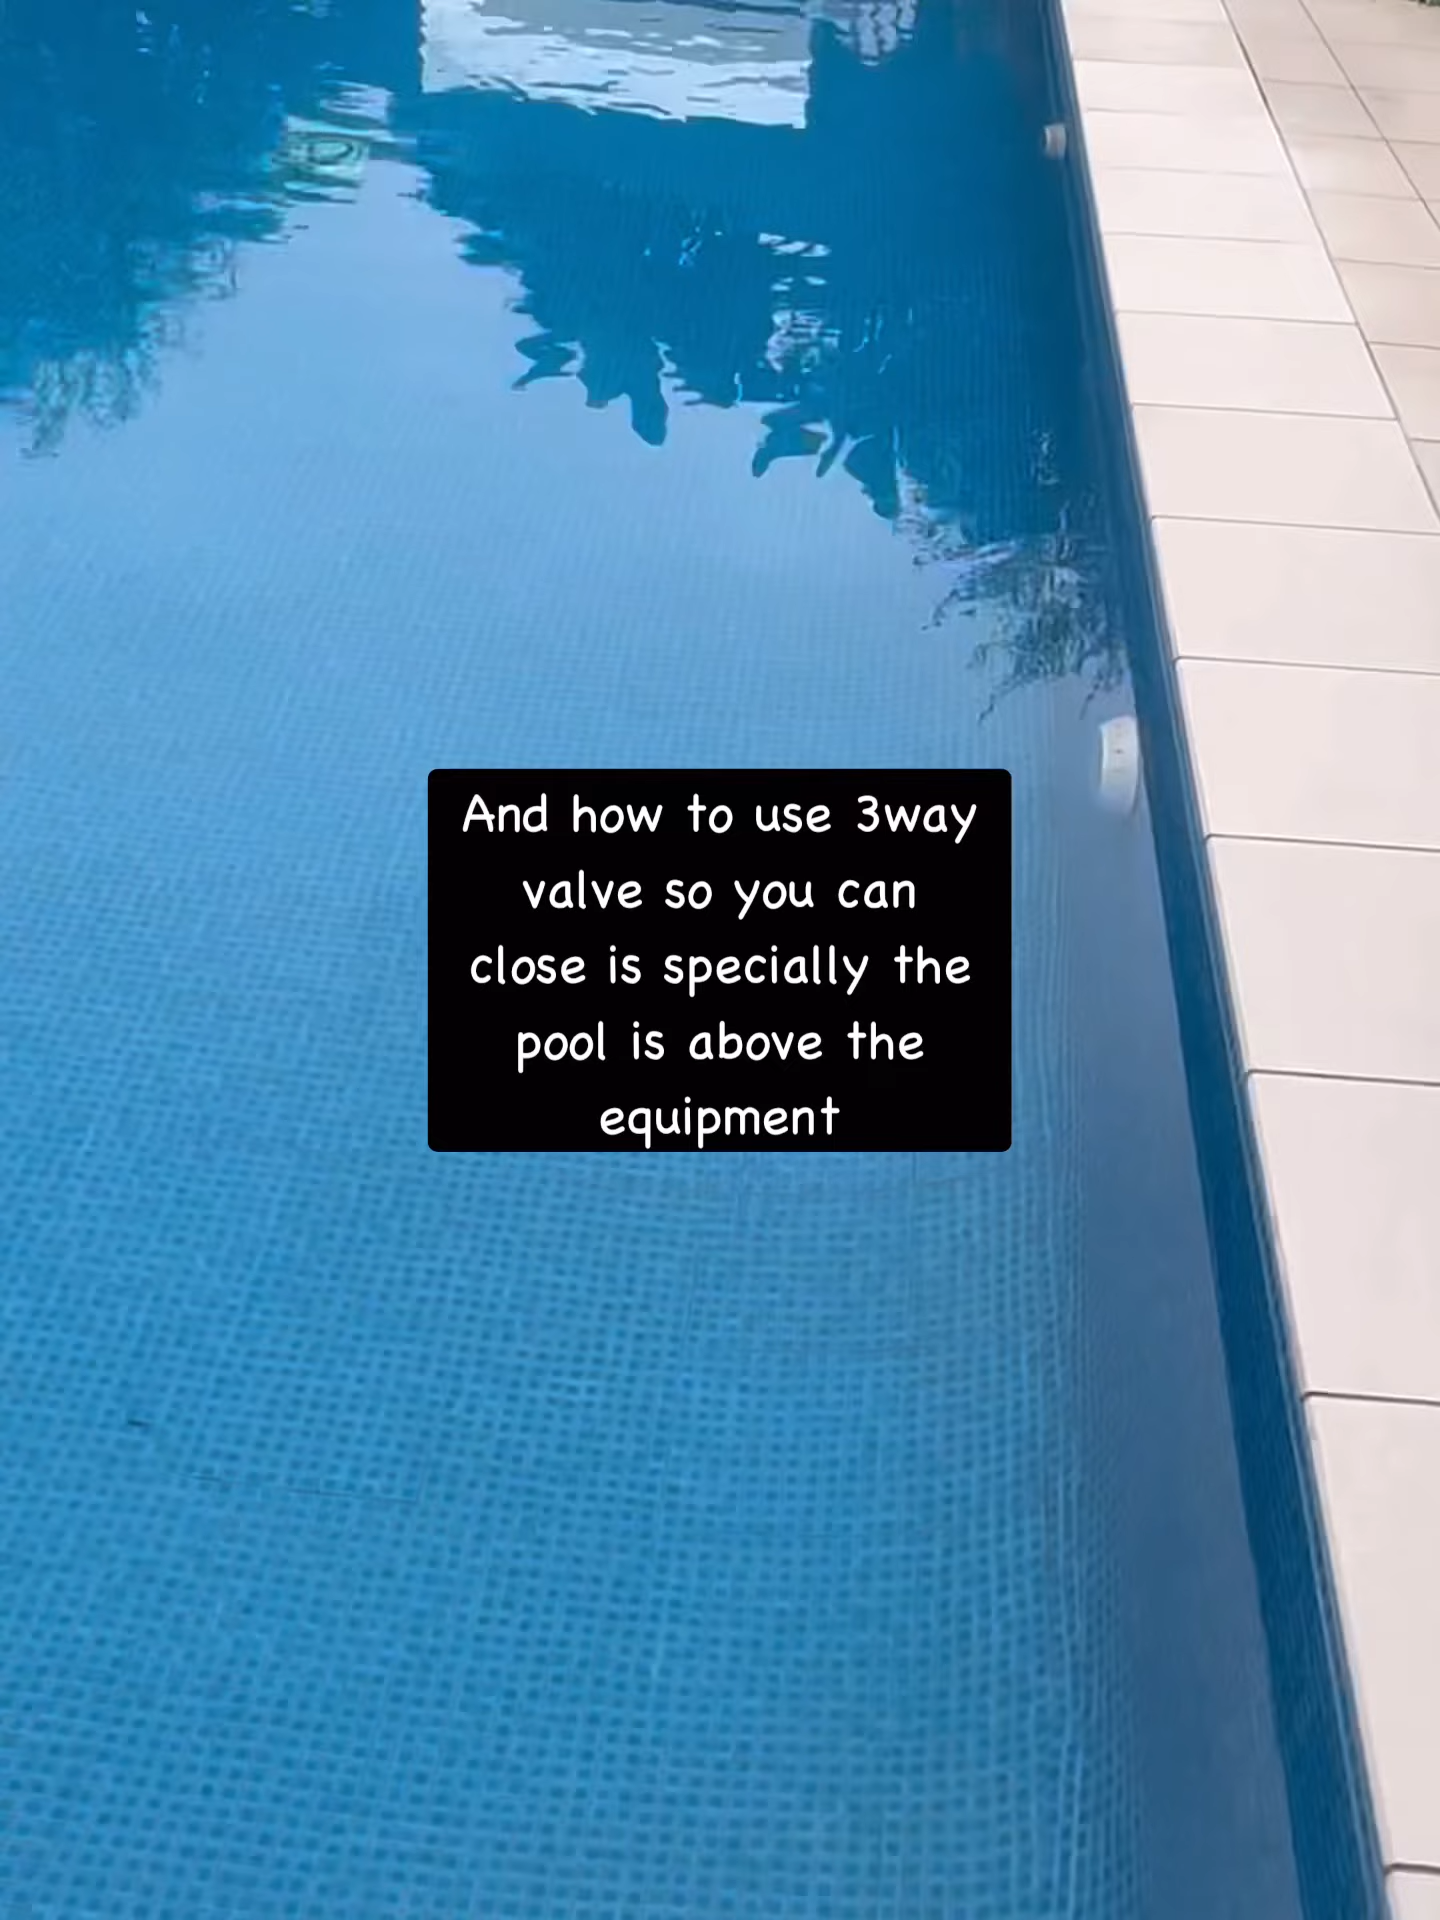 And how to use 3way
valve so you can
close is specially the
pool is above the
equipment